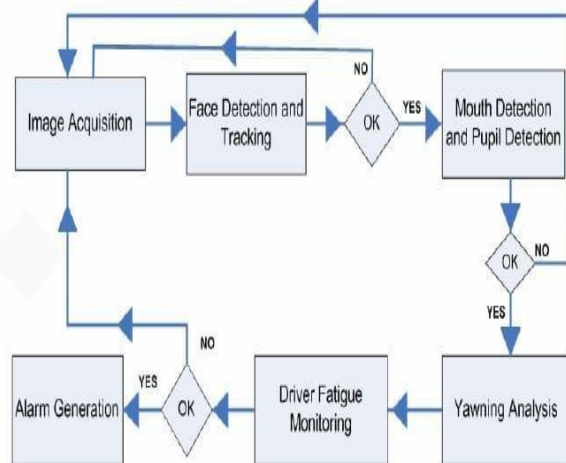 NO
Image Acquisition
Face Detection and
Tracking
OK
YES
Mouth Detection
and Pupil Detection
OK
NO
YES
NO
Alarm Generation
YES
OK
Driver Fatigue
Monitoring
Yawning Analysis